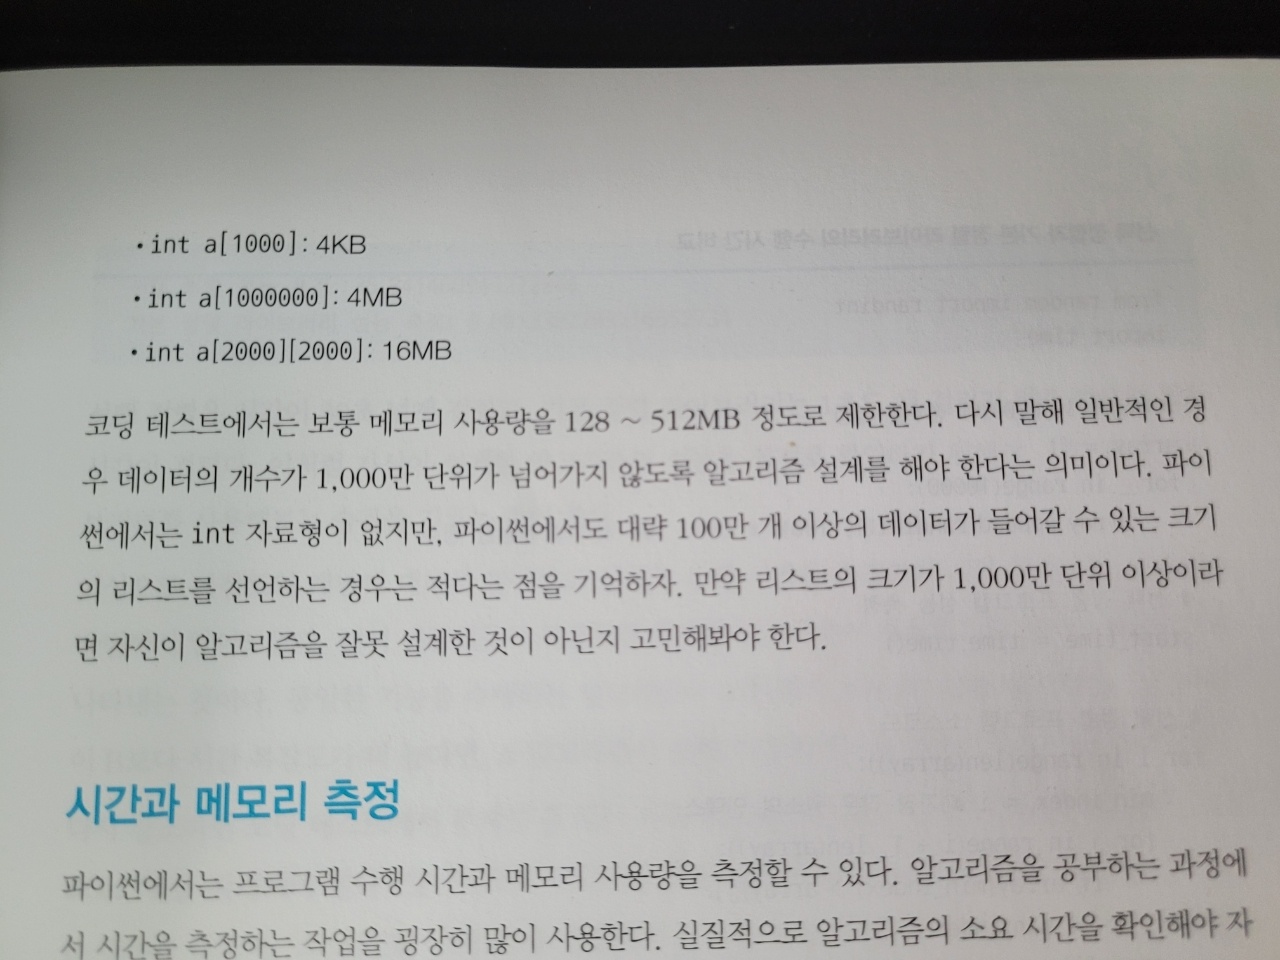 • int a[1000]: 4KB
• int a[1000000]: 4MB
• int a[2000][2000]: 16MB
코딩 테스트에서는 보통 메모리 사용량을 128 ~ 512MB 정도로 제한한다. 다시 말해 일반적인 경
우 데이터의 개수가 1,000만 단위가 넘어가지 않도록 알고리즘 설계를 해야 한다는 의미이다. 파이
썬에서는 int 자료형이 없지만, 파이썬에서도 대략 100만 개 이상의 데이터가 들어갈 수 있는 크기
의 리스트를 선언하는 경우는 적다는 점을 기억하자. 만약 리스트의 크기가 1,000만 단위 이상이라
면 자신이 알고리즘을 잘못 설계한 것이 아닌지 고민해봐야 한다.
시간과 메모리 측정
파이썬에서는 프로그램 수행 시간과 메모리 사용량을 측정할 수 있다. 알고리즘을 공부하는 과정에
서 시간을 측정하는 작업을 굉장히 많이 사용한다. 실질적으로 알고리즘의 소요 시간을 확인해야 자